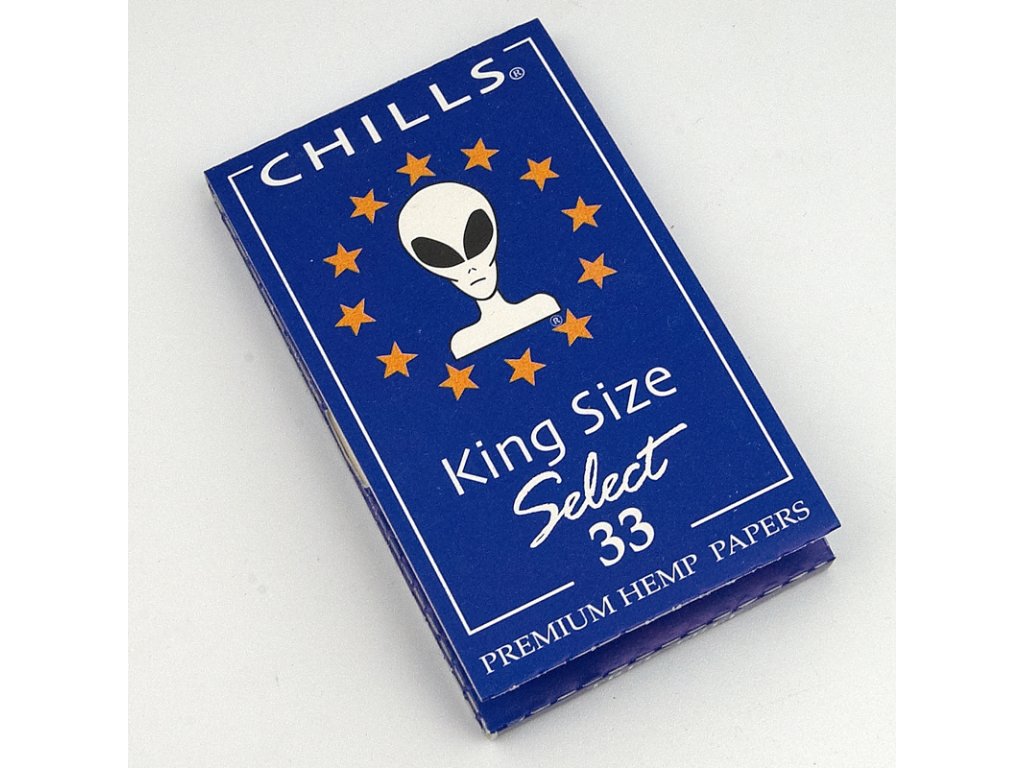 CHILLS®
®
King Size
Select
33
PREMIUM HEMP PAPERS